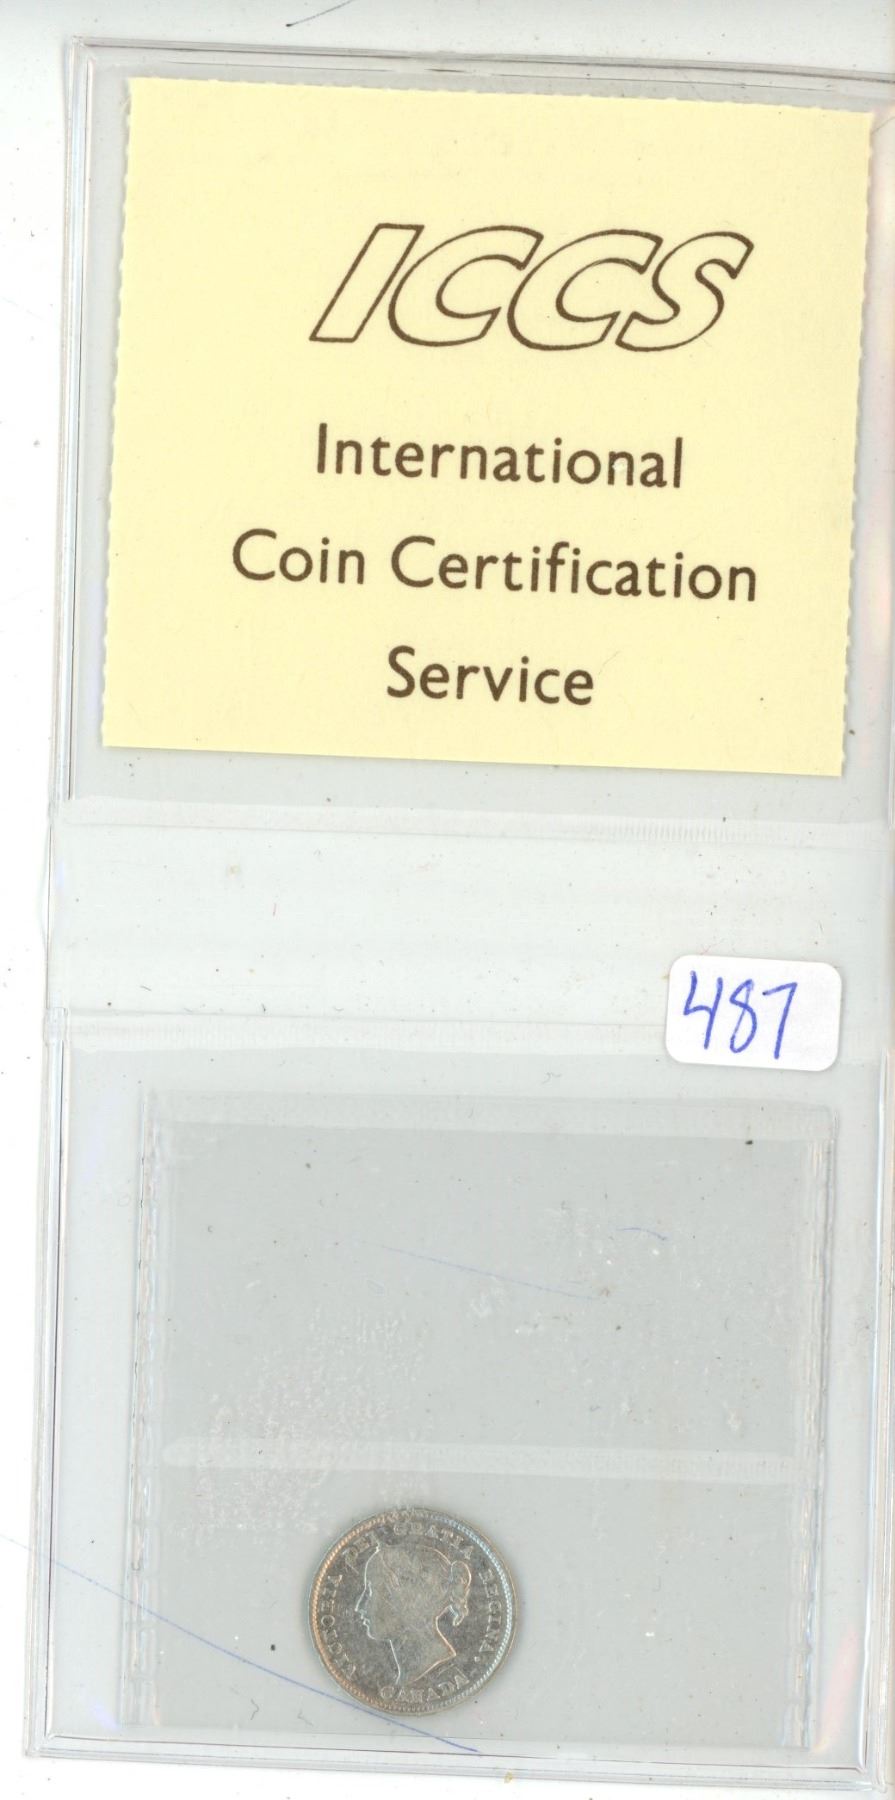 ICCS
International
Coin Certification
Service
487
VICTORIA DEI GRATIA REGINA.
CANADA